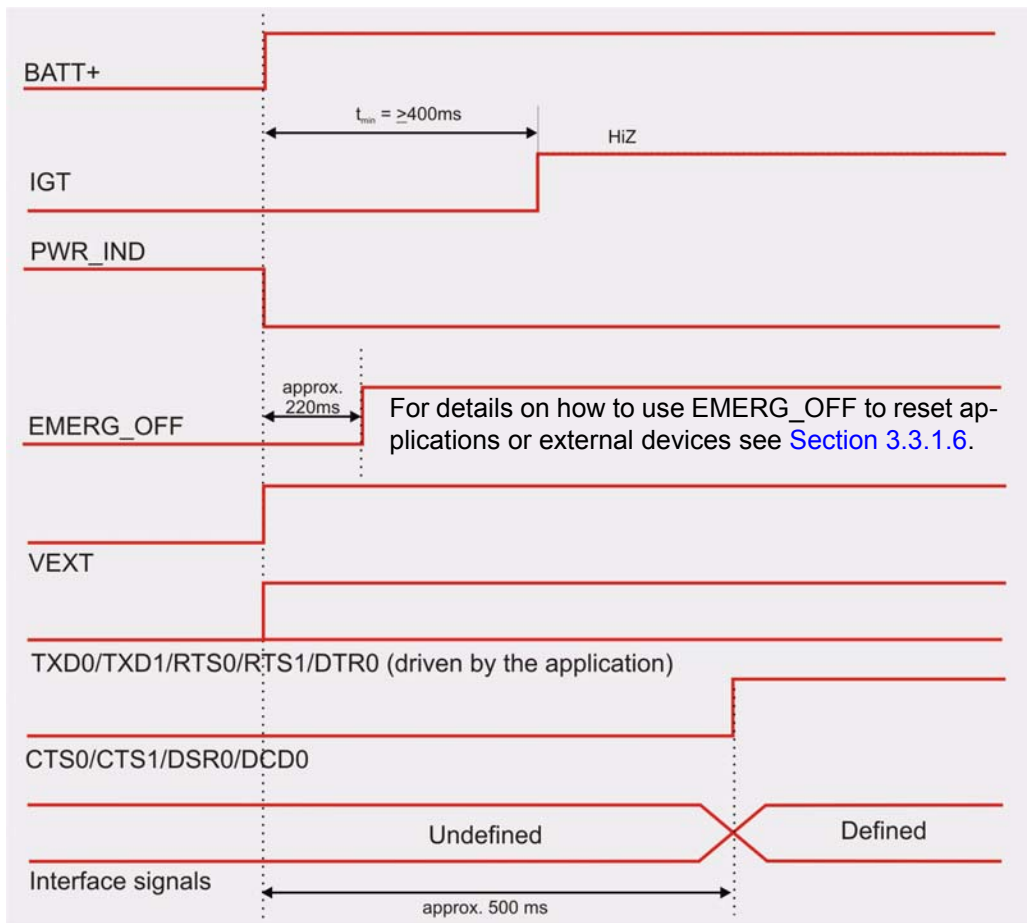 BATT+
tmin = ≥400ms
HiZ
IGT
PWR_IND
approx.
220ms
For details on how to use EMERG_OFF to reset ap-
plications or external devices see Section 3.3.1.6.
EMERG_OFF
VEXT
TXD0/TXD1/RTS0/RTS1/DTR0 (driven by the application)
CTS0/CTS1/DSR0/DCD0
Undefined
Defined
Interface signals
approx. 500 ms